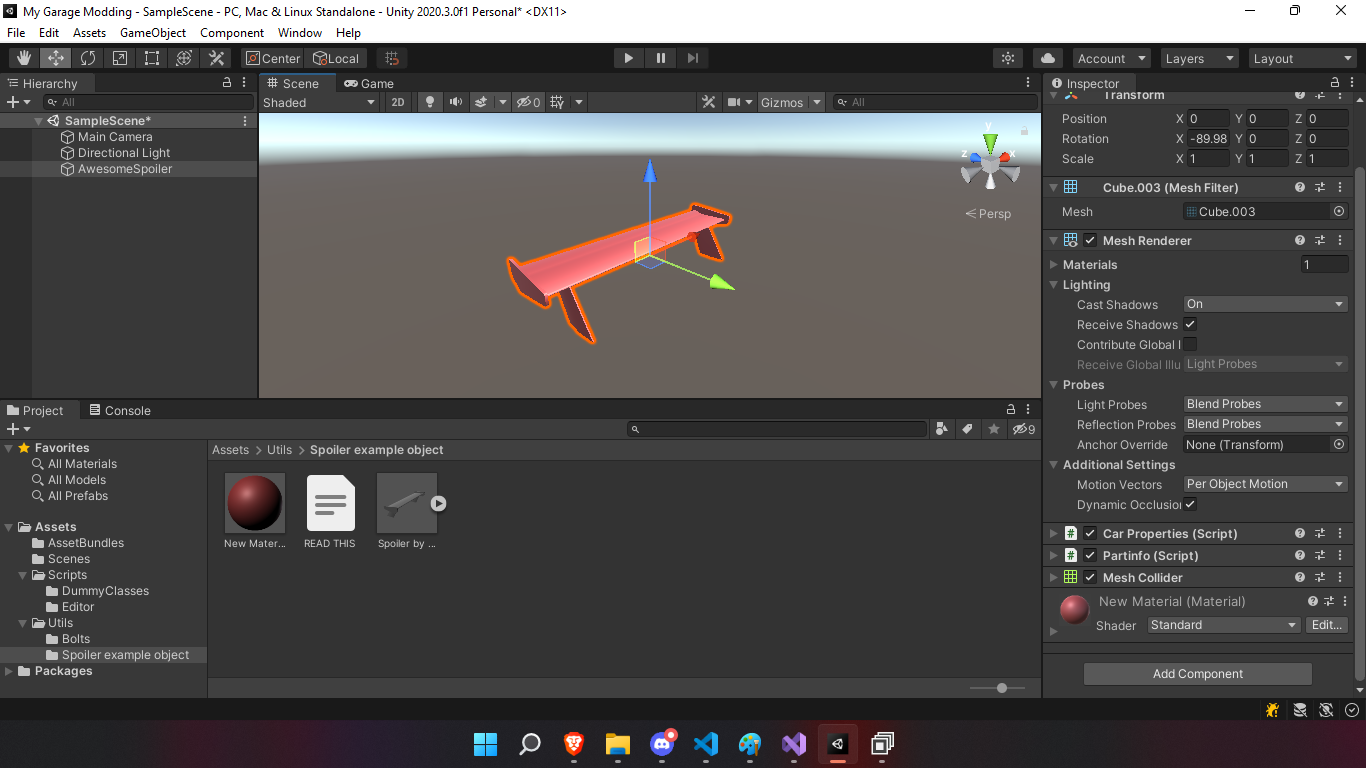 My Garage Modding - SampleScene - PC, Mac & Linux Standalone - Unity 2020.3.0f1 Personal* <DX11>
File Edit Assets GameObject Component Window Help
Center Local Account Layers Layout
Hierarchy
All
SampleScene*
Main Camera
Directional Light
AwesomeSpoiler
Scene Game
Shaded 2D 0 Gizmos All
y
z x
Persp
Inspector
Transform
Position X 0 Y 0 Z 0
Rotation X -89.98 Y 0 Z 0
Scale X 1 Y 1 Z 1
Cube.003 (Mesh Filter)
Mesh Cube.003
Mesh Renderer
Materials 1
Lighting
Cast Shadows On
Receive Shadows
Contribute Global I
Receive Global Illu Light Probes
Probes
Light Probes Blend Probes
Reflection Probes Blend Probes
Anchor Override None (Transform)
Additional Settings
Motion Vectors Per Object Motion
Dynamic Occlusion
Car Properties (Script)
Partinfo (Script)
Mesh Collider
New Material (Material)
Shader Standard Edit...
Add Component
Project Console
9
Favorites
All Materials
All Models
All Prefabs
Assets
AssetBundles
Scenes
Scripts
DummyClasses
Editor
Utils
Bolts
Spoiler example object
Packages
Assets > Utils > Spoiler example object
New Mater... READ THIS Spoiler by ...